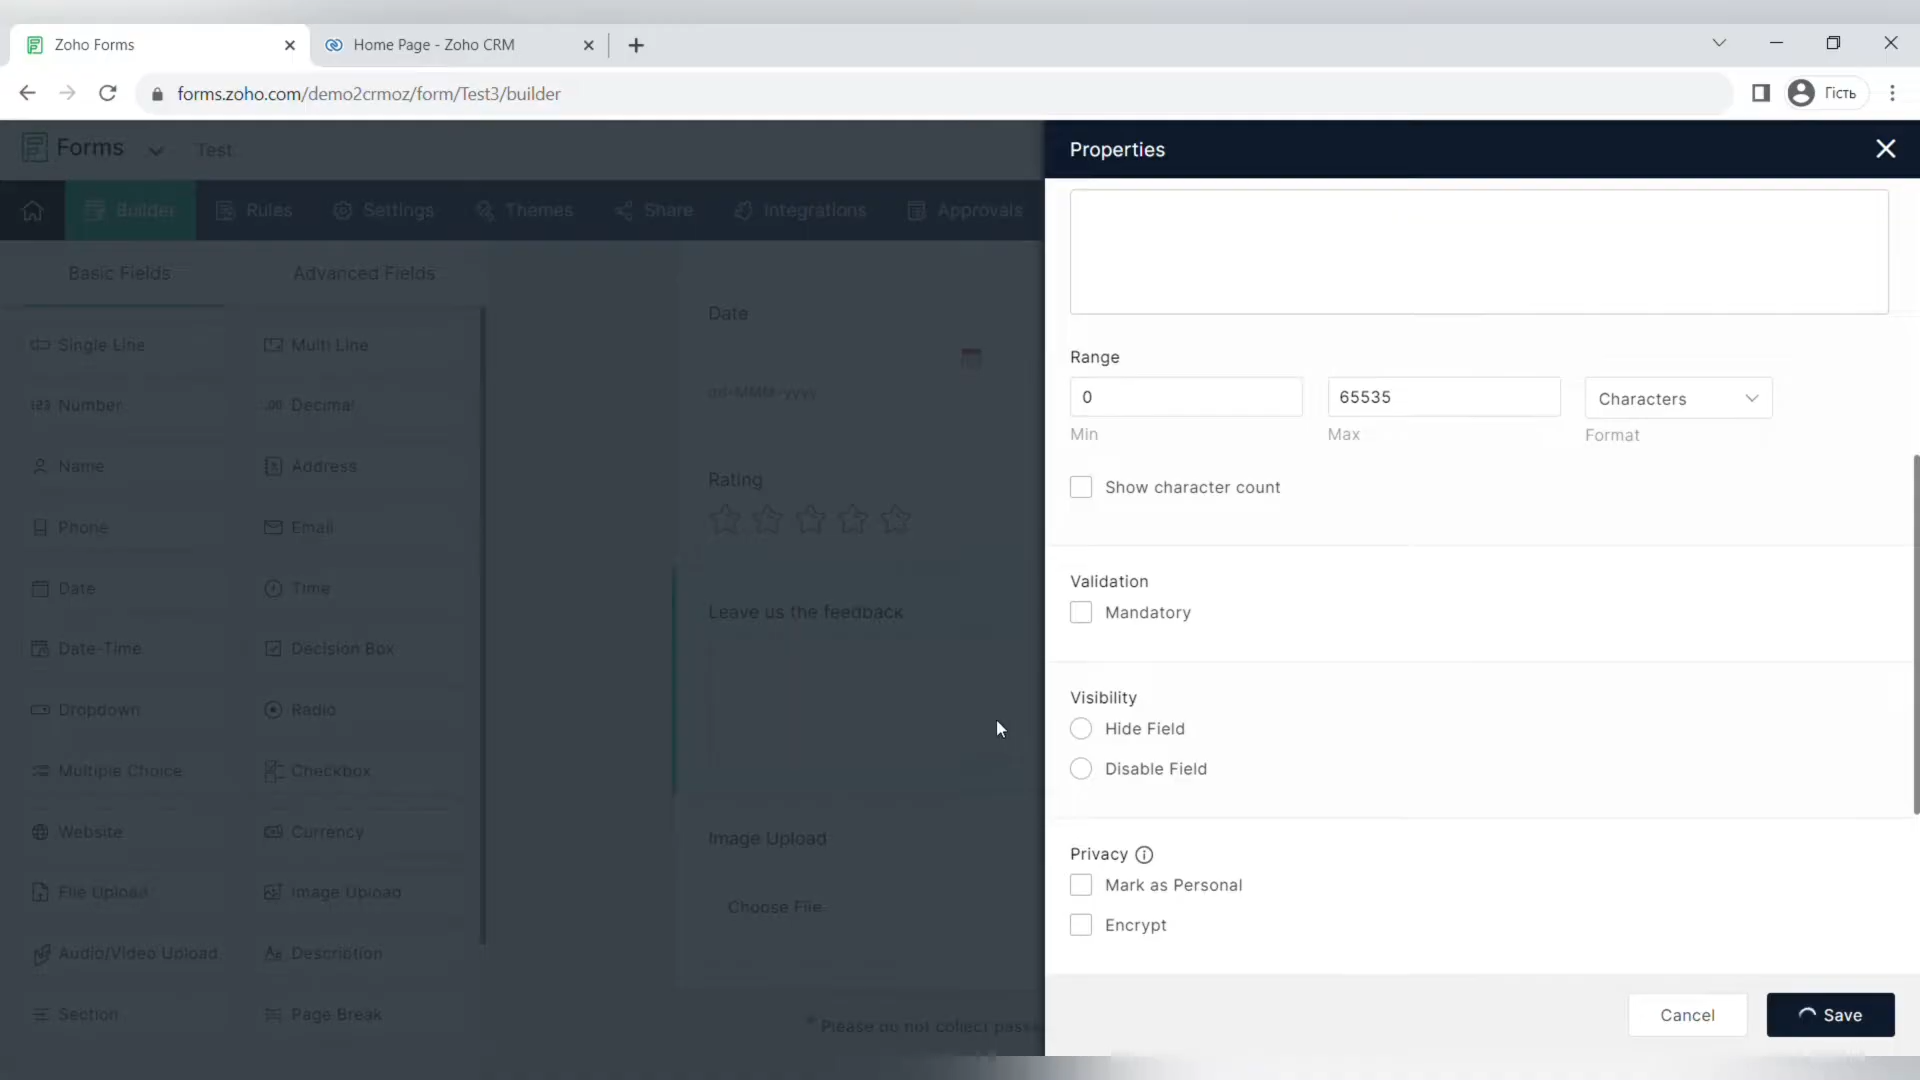 Zoho Forms
Home Page - Zoho CRM
forms.zoho.com/demo2crmoz/form/Test3/builder
Гість
Forms
Test
Builder
Rules
Settings
Themes
Share
Integrations
Approvals
Basic Fields
Advanced Fields
Single Line
Multi Line
123 Number
.00 Decimal
Name
Address
Phone
Email
Date
Time
Date-Time
Decision Box
Dropdown
Radio
Multiple Choice
Checkbox
Website
Currency
File Upload
Image Upload
Audio/Video Upload
Description
Section
Page Break
Date
dd-MMM-yyyy
Rating
Leave us the feedback
Image Upload
Choose File
* Please do not collect
Properties
Range
0
65535
Characters
Min
Max
Format
Show character count
Validation
Mandatory
Visibility
Hide Field
Disable Field
Privacy
Mark as Personal
Encrypt
Cancel
Save